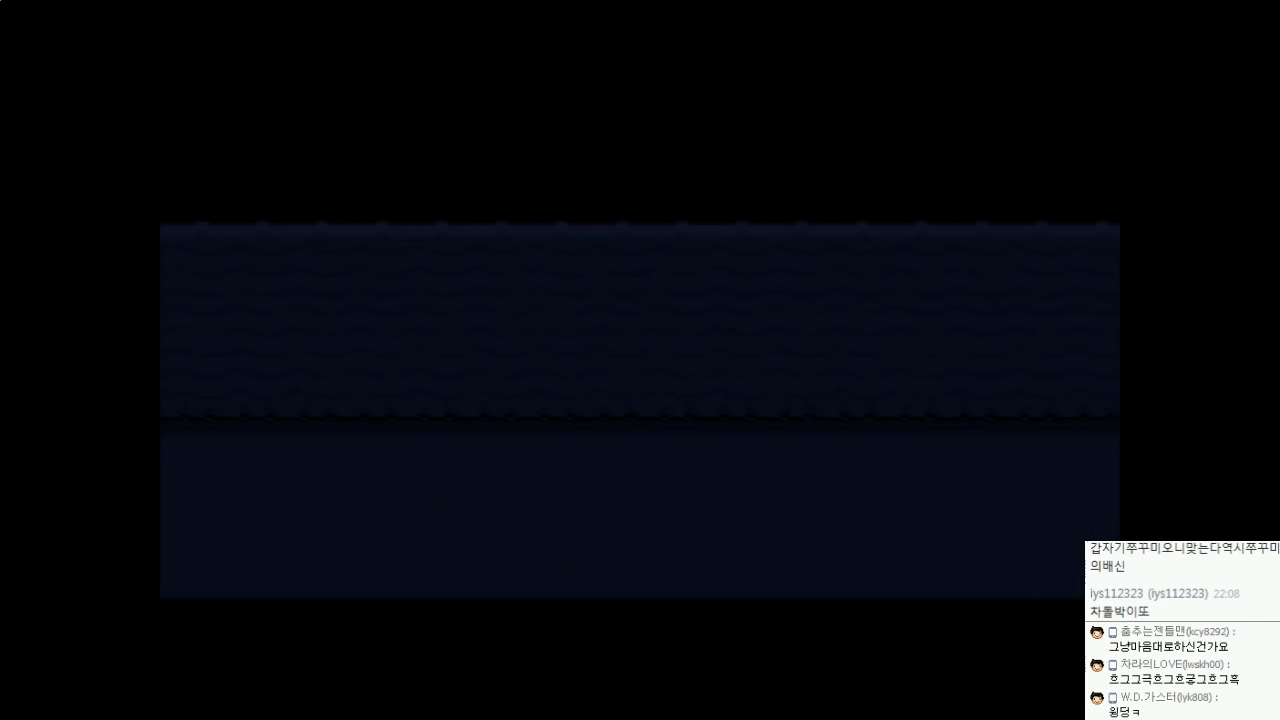 갑자기쭈꾸미오니맞는다역시쭈꾸미
의배신
iys112323 (iys112323) 22:08
차돌박이또
춤추는젠틀맨(kcy8292) :
그냥마음대로하신건가요
차라의LOVE(lwskh00) :
흐그그극흐그흐긓그흐그흑
W.D.가스터(lyk808) :
윙덩ㅋ